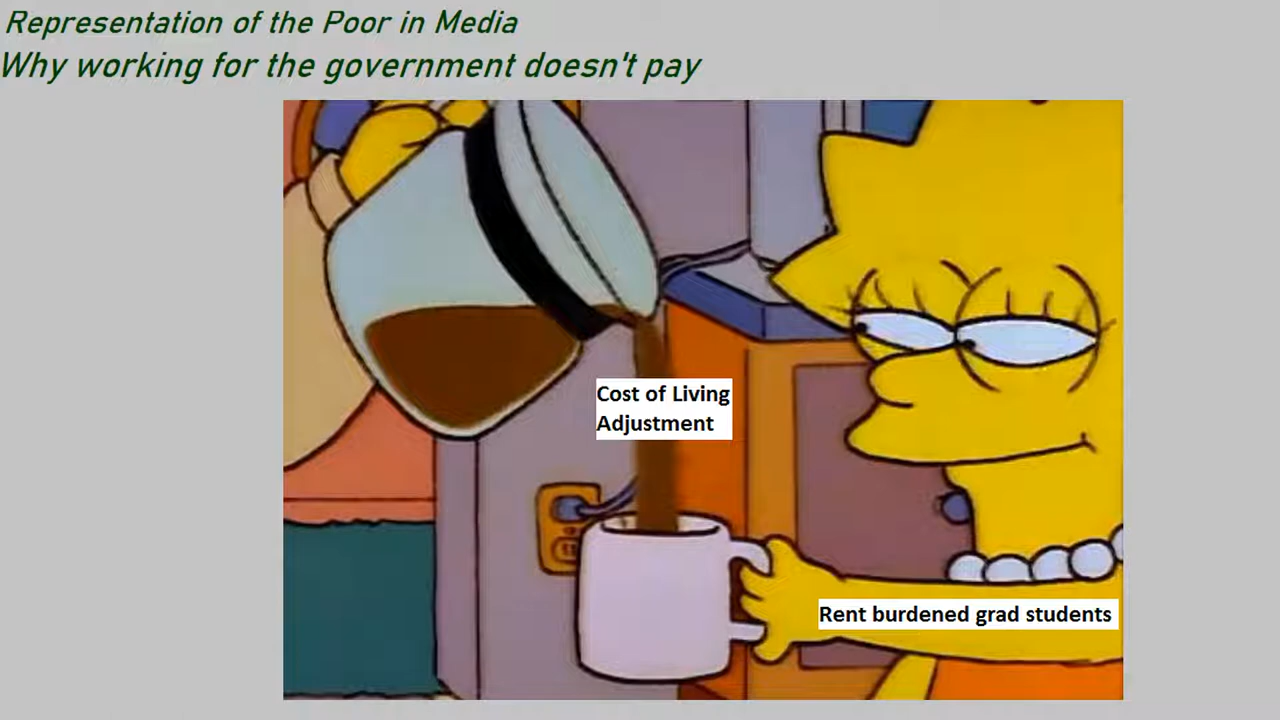 Representation of the Poor in Media
Why working for the government doesn't pay
Cost of Living
Adjustment
Rent burdened grad students